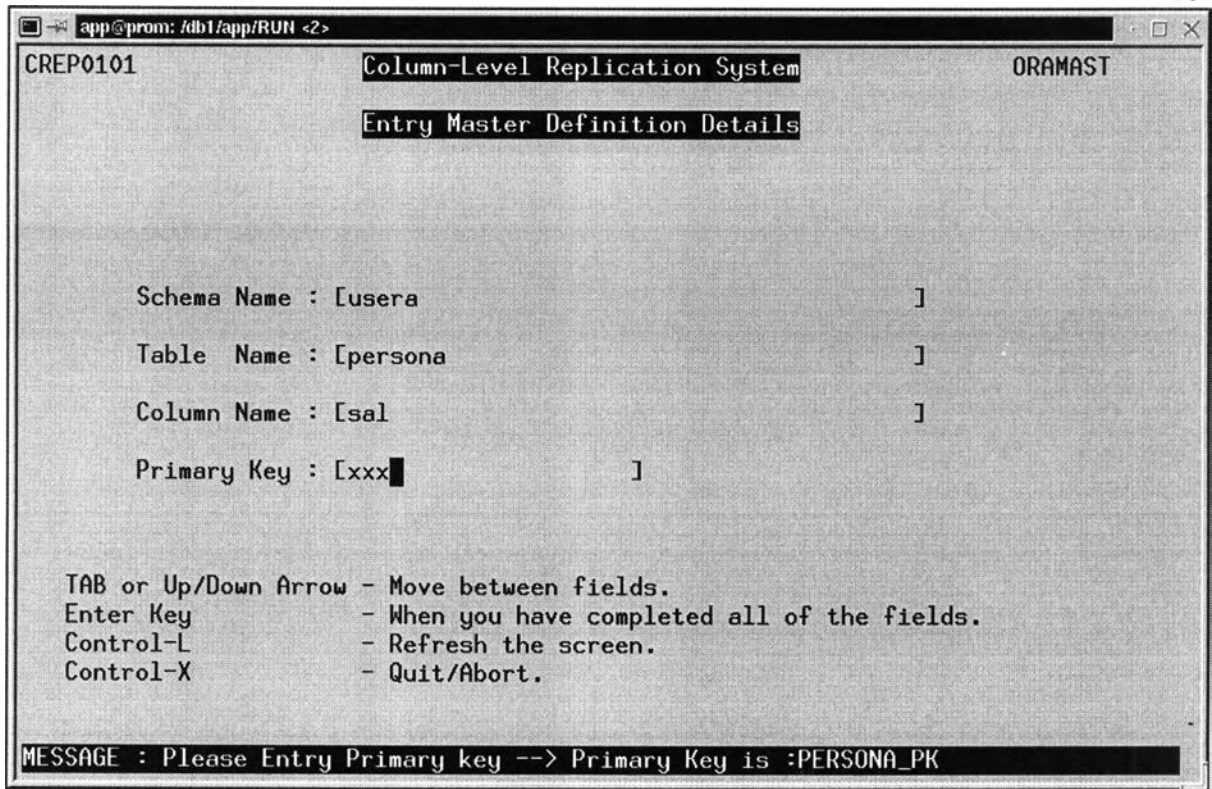 app@prom: /db1/app/RUN <2>
CREP0101 Column-Level Replication System ORAMAST
Entry Master Definition Details
Schema Name : [usera ]
Table Name : [persona ]
Column Name : [sal ]
Primary Key : [xxx ]
TAB or Up/Down Arrow - Move between fields.
Enter Key - When you have completed all of the fields.
Control-L - Refresh the screen.
Control-X - Quit/Abort.
MESSAGE : Please Entry Primary key --> Primary Key is :PERSONA_PK